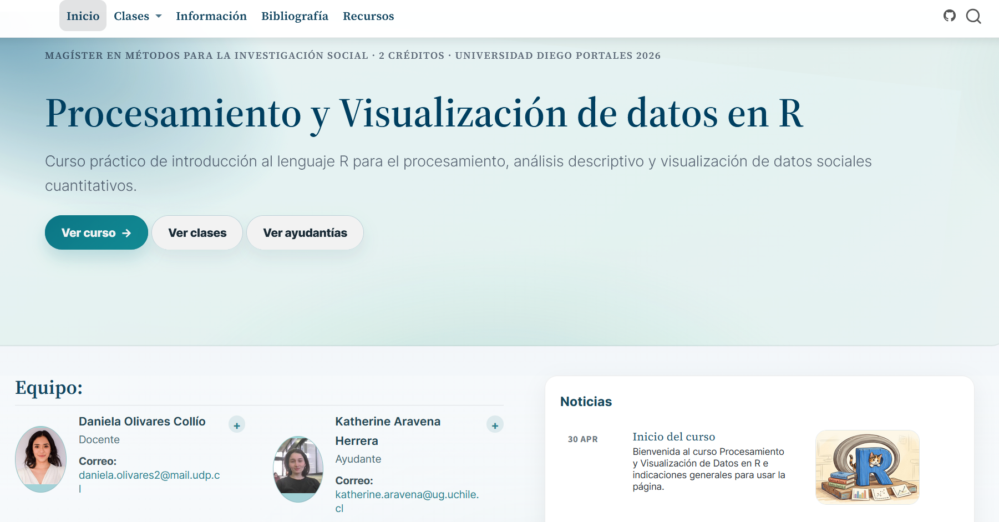 Inicio Clases Información Bibliografía Recursos
MAGÍSTER EN MÉTODOS PARA LA INVESTIGACIÓN SOCIAL · 2 CRÉDITOS · UNIVERSIDAD DIEGO PORTALES 2026
Procesamiento y Visualización de datos en R
Curso práctico de introducción al lenguaje R para el procesamiento, análisis descriptivo y visualización de datos sociales
cuantitativos.
Ver curso → Ver clases Ver ayudantías
Equipo:
Daniela Olivares Collío
+
Docente
Correo:
daniela.olivares2@mail.udp.c
l
Katherine Aravena
Herrera
+
Ayudante
Correo:
katherine.aravena@ug.uchile.
cl
Noticias
30 APR
Inicio del curso
Bienvenida al curso Procesamiento
y Visualización de Datos en R e
indicaciones generales para usar la
página.
R